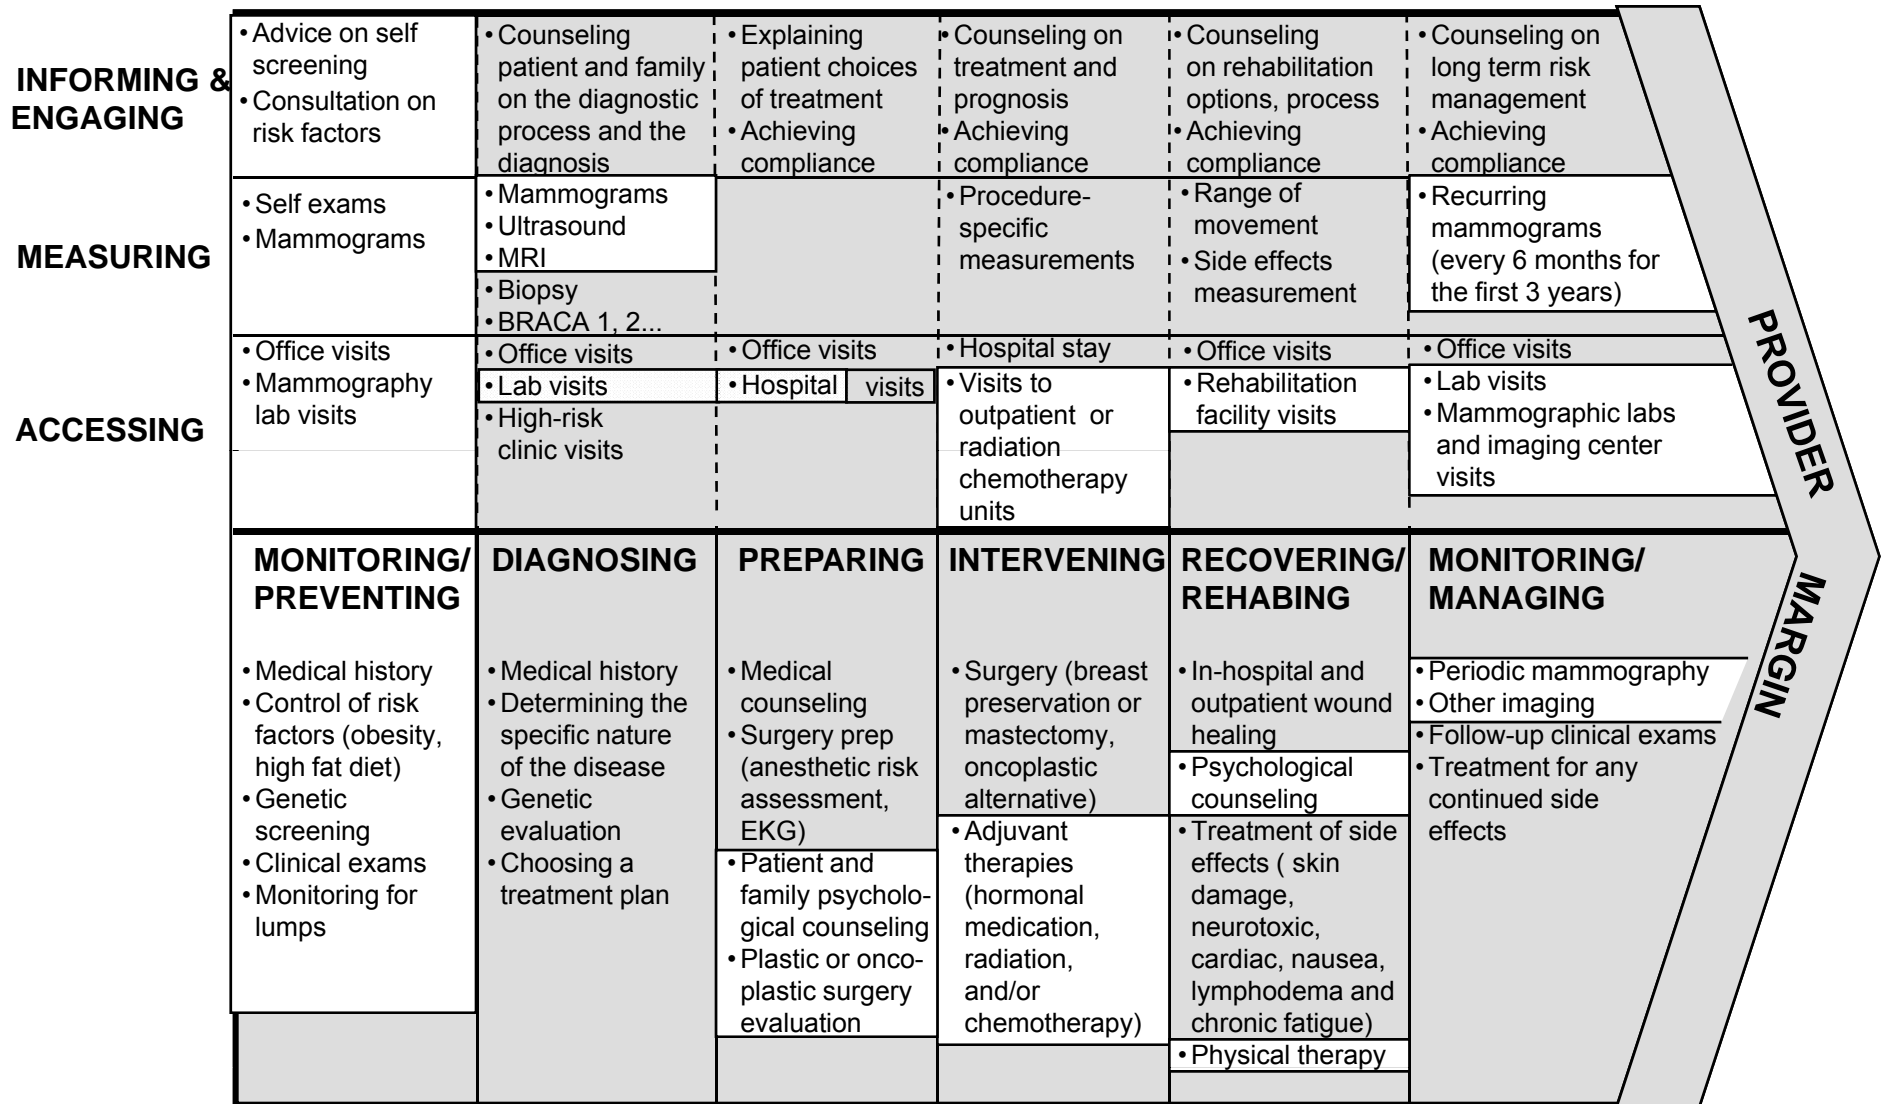 INFORMING &
ENGAGING
• Advice on self
screening
• Consultation on
risk factors
• Counseling
patient and family
on the diagnostic
process and the
diagnosis
• Explaining
patient choices
of treatment
• Achieving
compliance
• Counseling on
treatment and
prognosis
• Achieving
compliance
• Counseling
on rehabilitation
options, process
• Achieving
compliance
• Counseling on
long term risk
management
• Achieving
compliance
MEASURING
• Self exams
• Mammograms
• Mammograms
• Ultrasound
• MRI
• Biopsy
• BRACA 1, 2...
• Procedure-
specific
measurements
• Range of
movement
• Side effects
measurement
• Recurring
mammograms
(every 6 months for
the first 3 years)
ACCESSING
• Office visits
• Mammography
lab visits
• Office visits
• Lab visits
• High-risk
clinic visits
• Office visits
• Hospital visits
• Hospital stay
• Visits to
outpatient or
radiation
chemotherapy
units
• Office visits
• Rehabilitation
facility visits
• Office visits
• Lab visits
• Mammographic labs
and imaging center
visits
MONITORING/
PREVENTING
• Medical history
• Control of risk
factors (obesity,
high fat diet)
• Genetic
screening
• Clinical exams
• Monitoring for
lumps
DIAGNOSING
• Medical history
• Determining the
specific nature
of the disease
• Genetic
evaluation
• Choosing a
treatment plan
PREPARING
• Medical
counseling
• Surgery prep
(anesthetic risk
assessment,
EKG)
• Patient and
family psycholo-
gical counseling
• Plastic or onco-
plastic surgery
evaluation
INTERVENING
• Surgery (breast
preservation or
mastectomy,
oncoplastic
alternative)
• Adjuvant
therapies
(hormonal
medication,
radiation,
and/or
chemotherapy)
RECOVERING/
REHABING
• In-hospital and
outpatient wound
healing
• Psychological
counseling
• Treatment of side
effects ( skin
damage,
neurotoxic,
cardiac, nausea,
lymphodema and
chronic fatigue)
• Physical therapy
MONITORING/
MANAGING
• Periodic mammography
• Other imaging
• Follow-up clinical exams
• Treatment for any
continued side
effects
PROVIDER
MARGIN